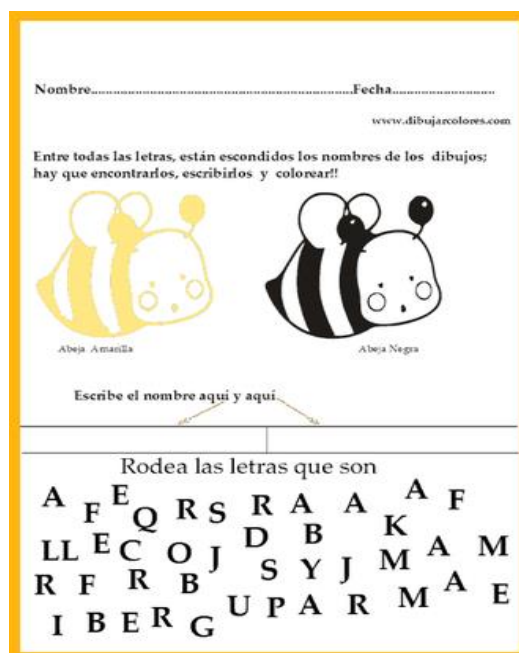 Nombre..........................................................................Fecha.............................
www.dibujarcolores.com
Entre todas las letras, están escondidos los nombres de los dibujos;
hay que encontrarlos, escribirlos y colorear!!
Abeja Amarilla Abeja Negra
Escribe el nombre aqui y aquí
Rodea las letras que son
A F E Q R S R A A A F
LL E C O J D B K M A M
R F R B S Y J M A E
I B E R G U P A R